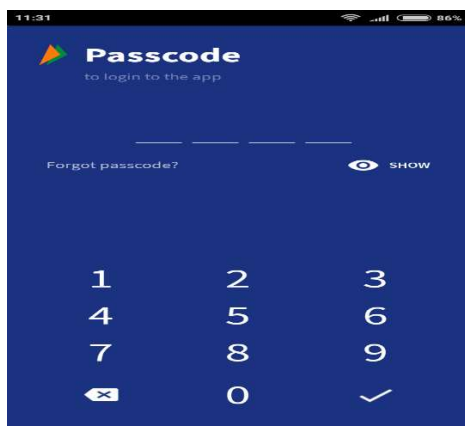 11:31 86%
Passcode
to login to the app
Forgot passcode? SHOW
1 2 3
4 5 6
7 8 9
0